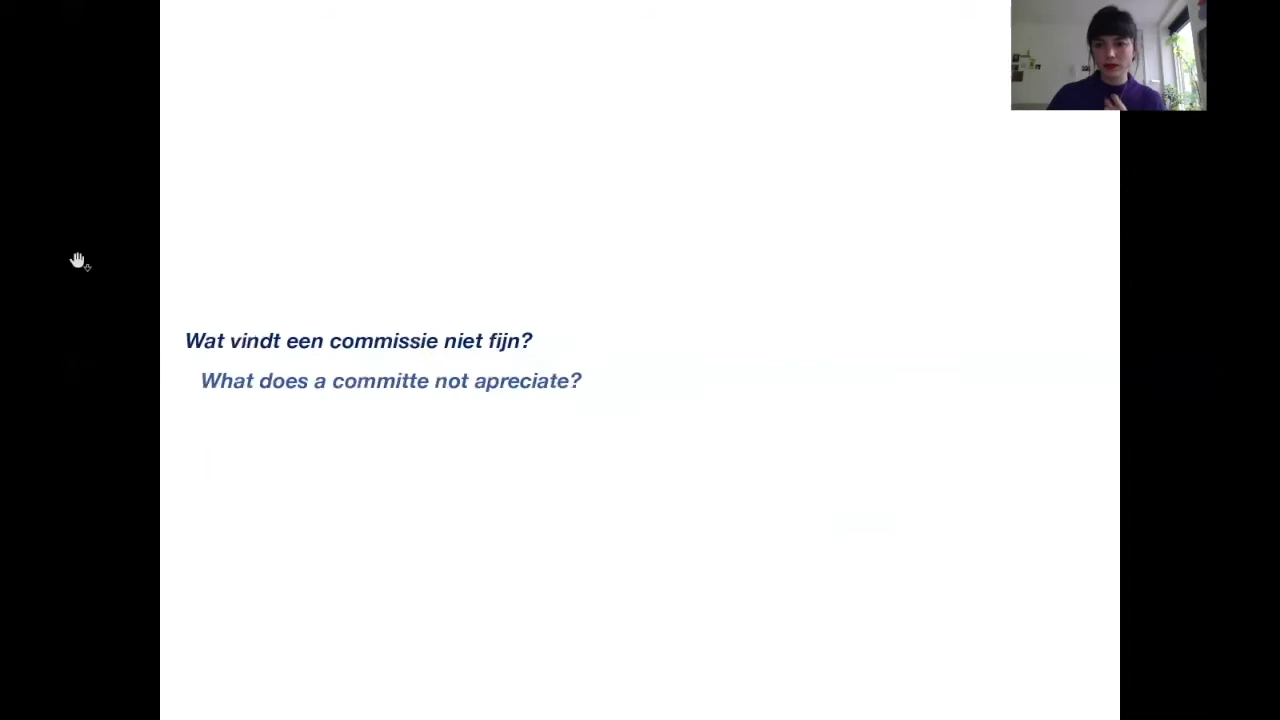 Wat vindt een commissie niet fijn?
What does a committe not apreciate?